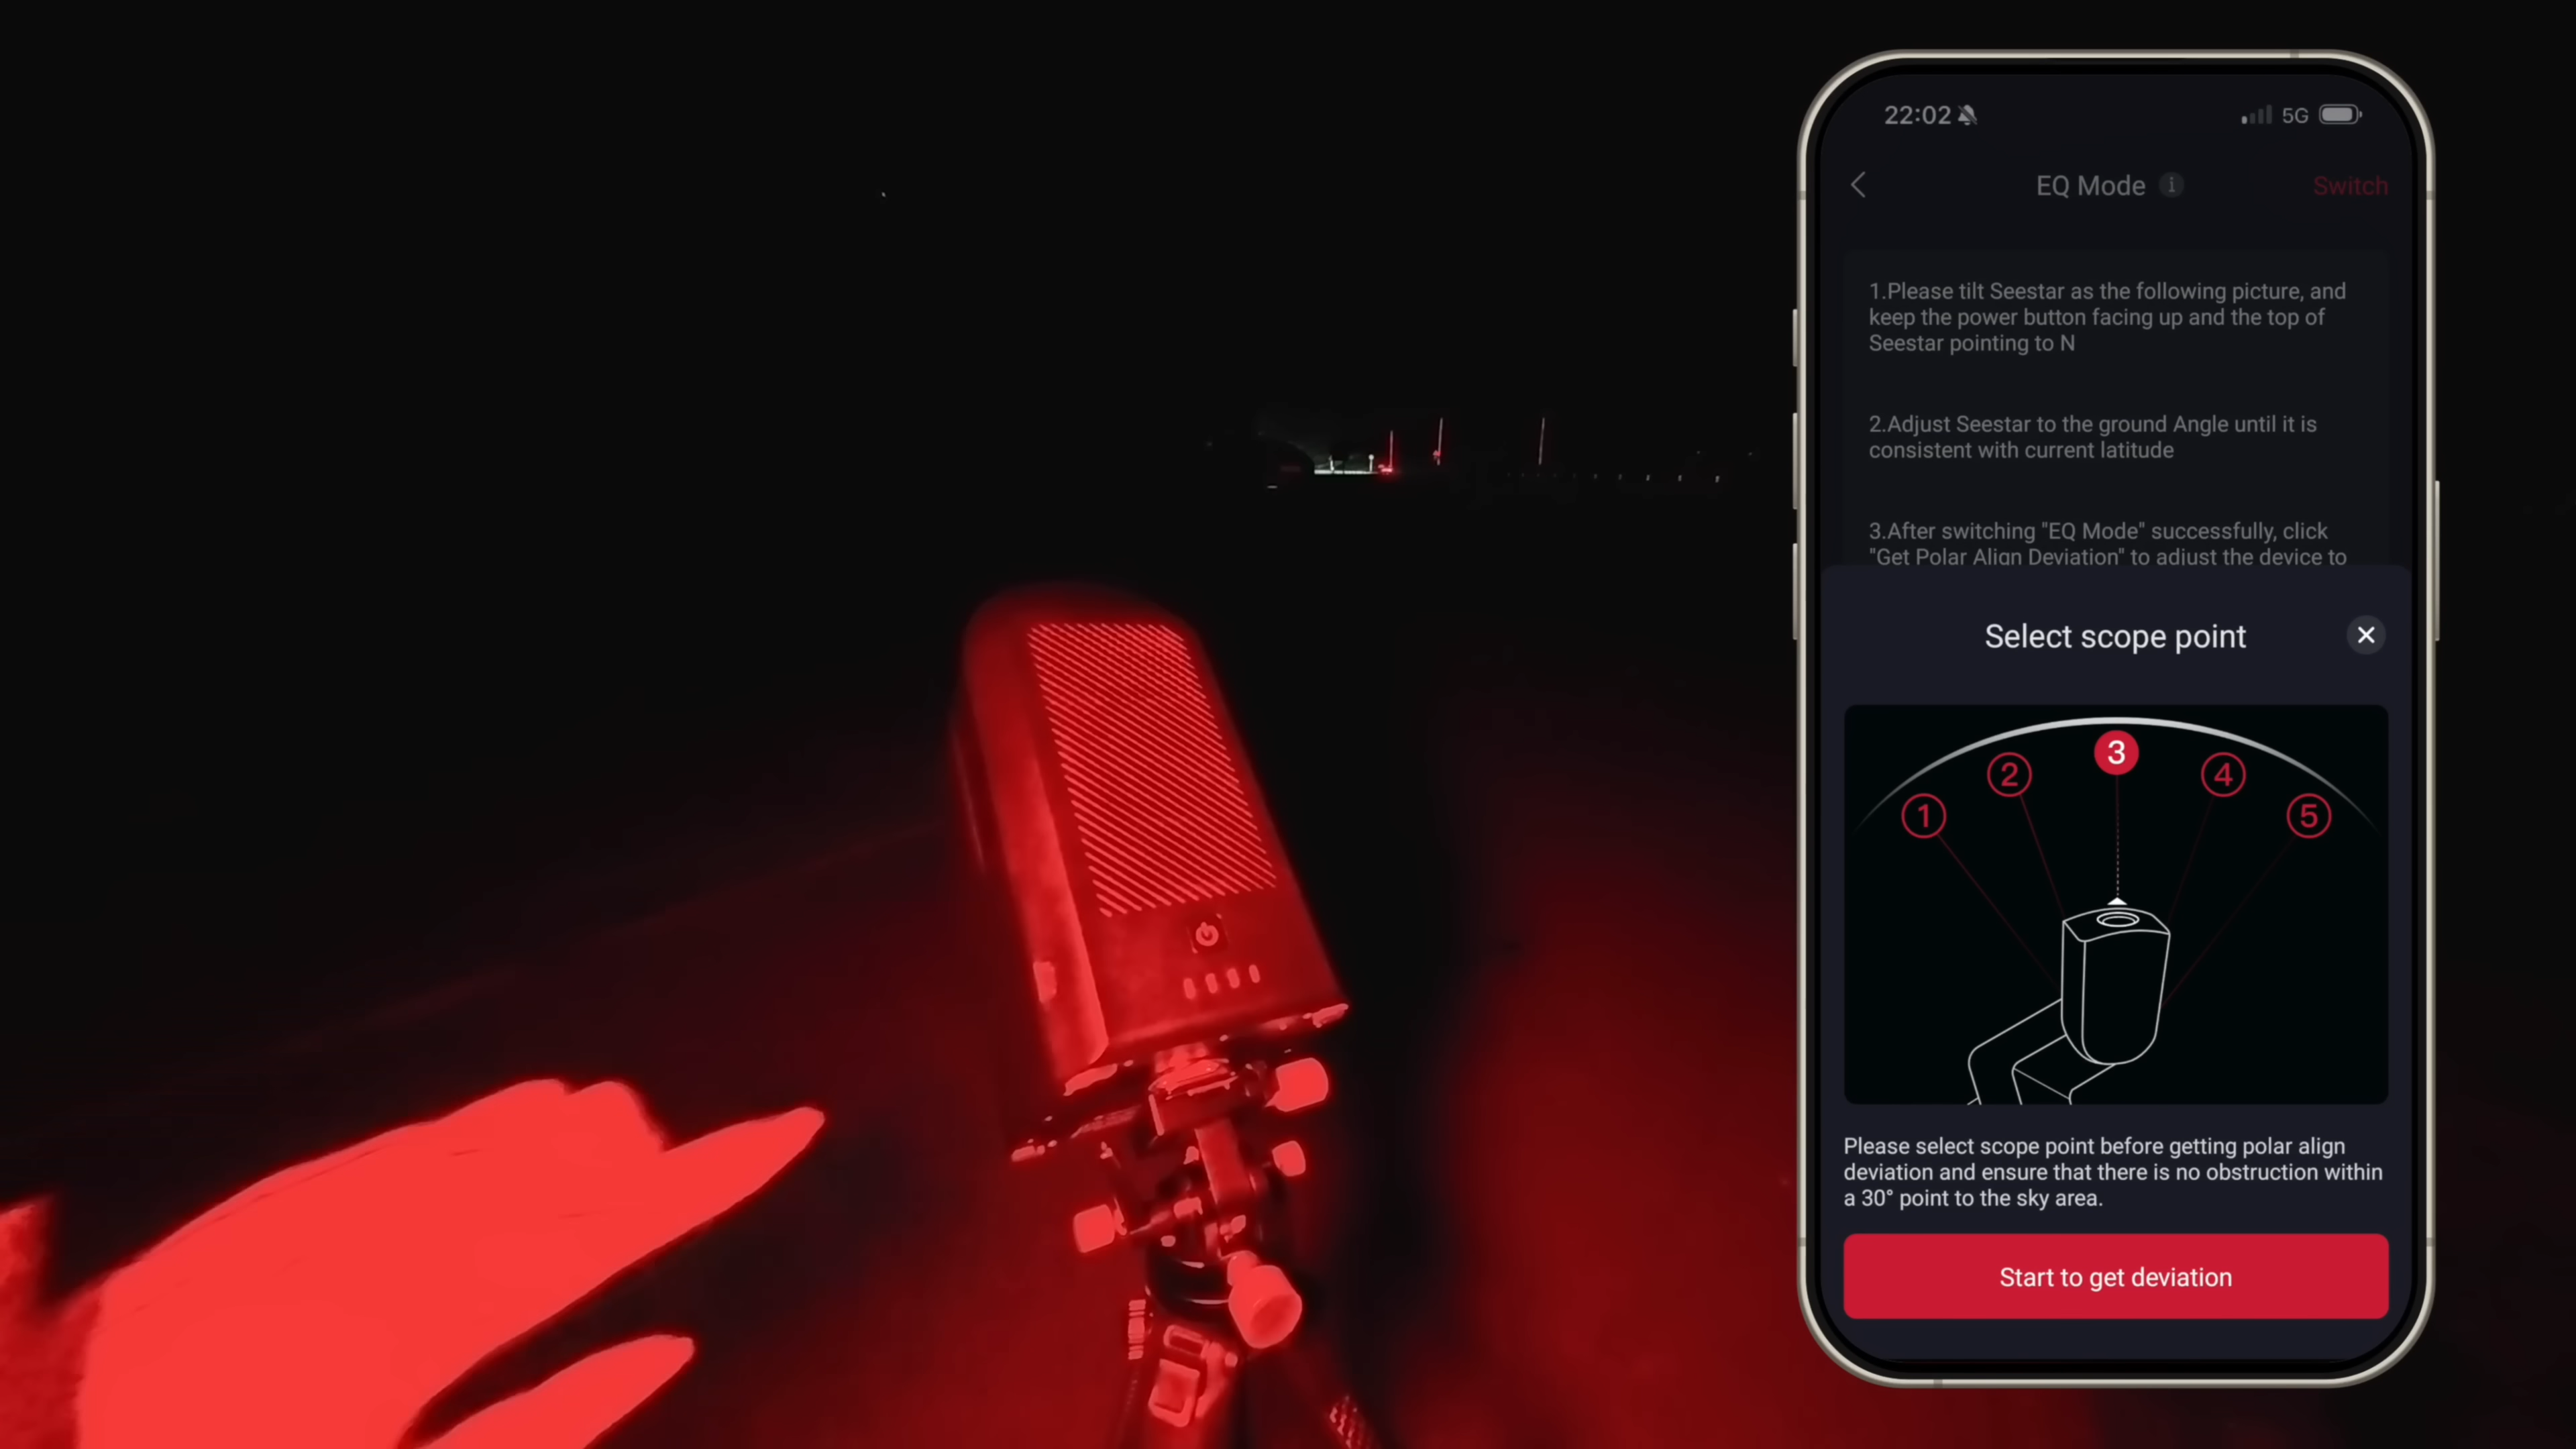 22:02
5G
EQ Mode
Switch
1.Please tilt Seestar as the following picture, and
keep the power button facing up and the top of
Seestar pointing to N
2.Adjust Seestar to the ground Angle until it is
consistent with current latitude
3.After switching "EQ Mode" successfully, click
"Get Polar Align Deviation" to adjust the device to
Select scope point
3
2
4
1
5
Please select scope point before getting polar align
deviation and ensure that there is no obstruction within
a 30° point to the sky area.
Start to get deviation